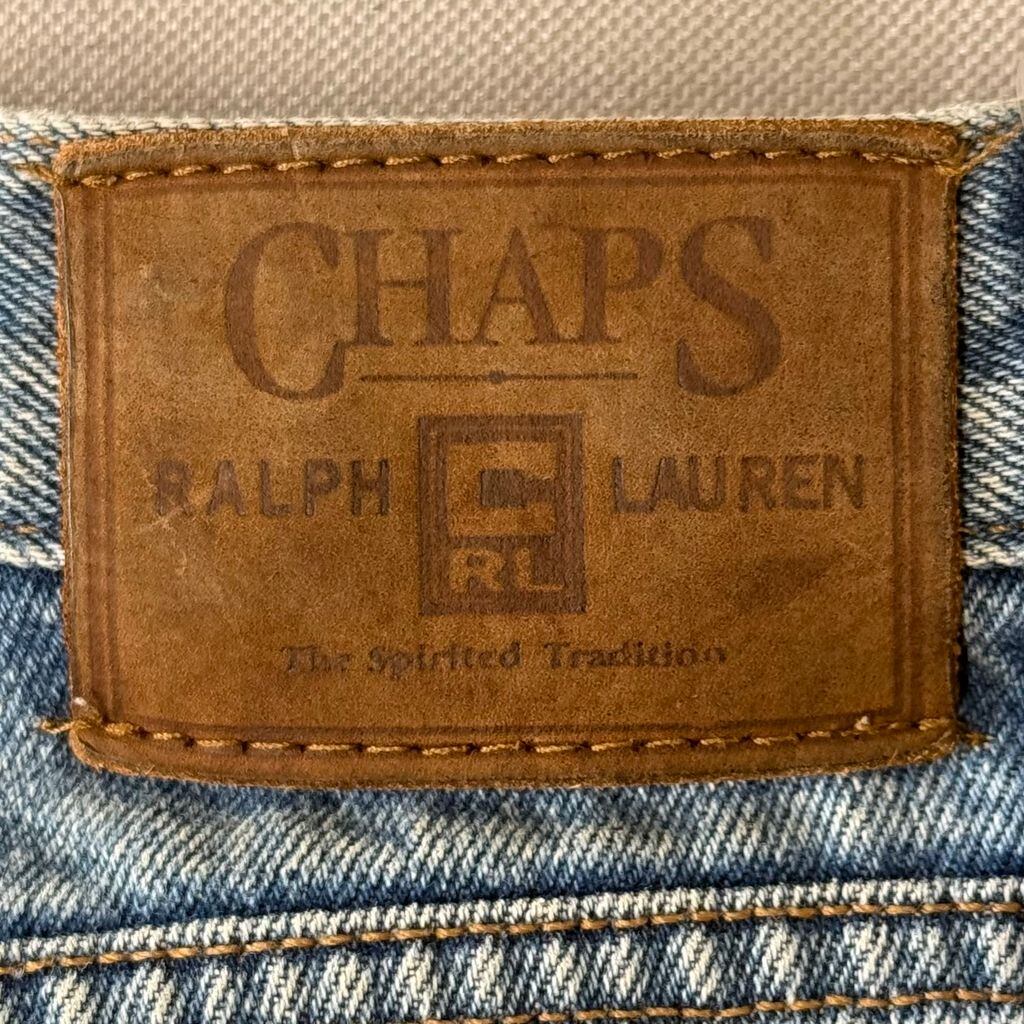 CHAPS
RALPH LAUREN
RL
The Spirited Tradition